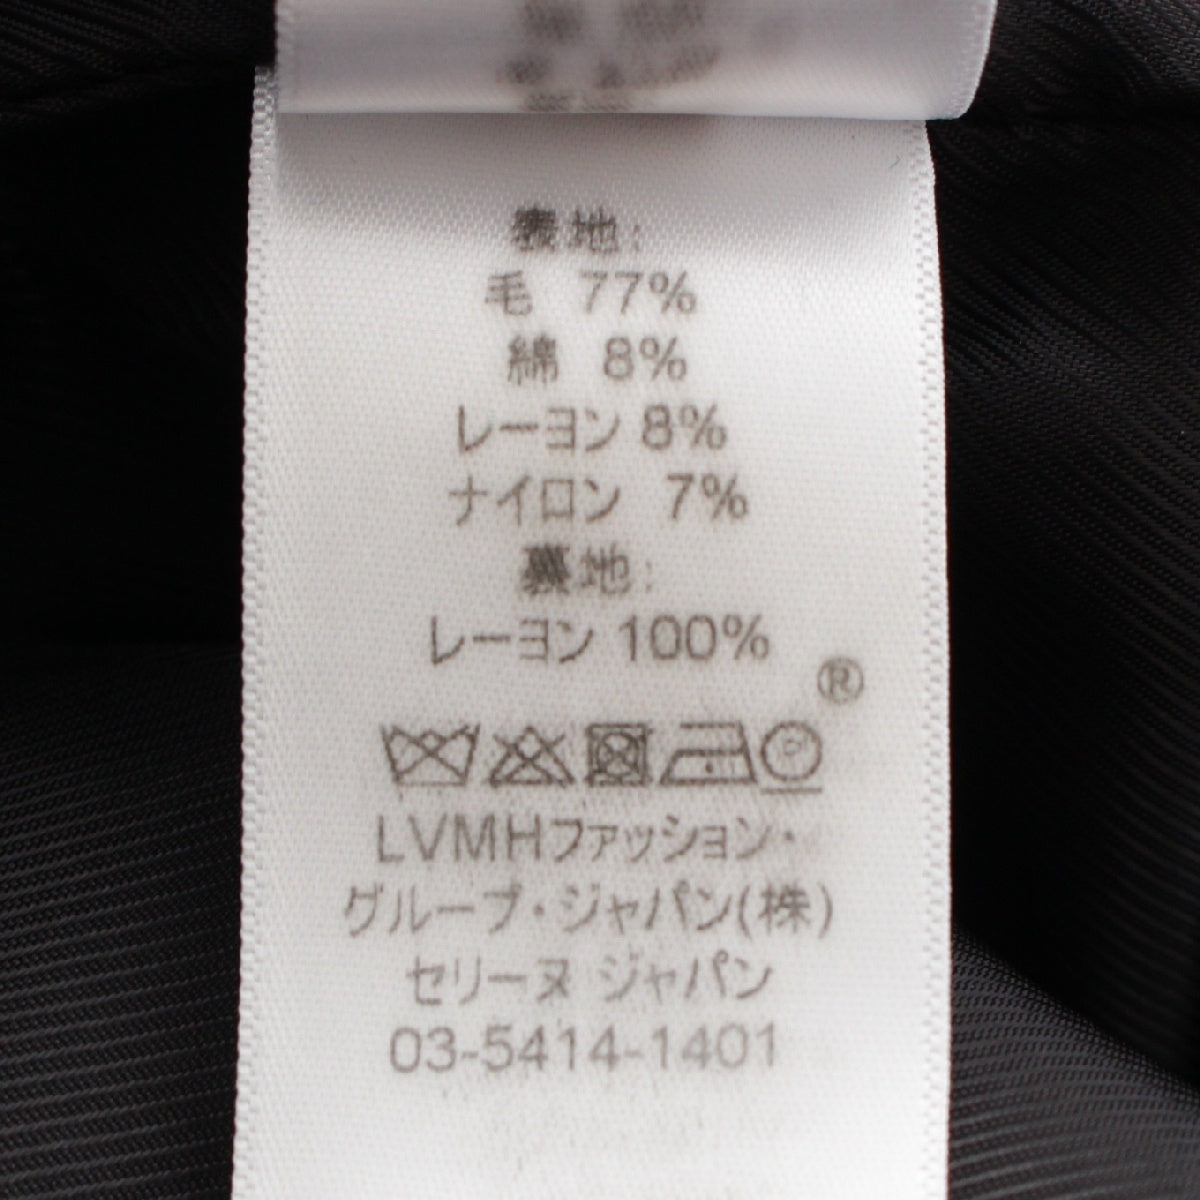 表地:
毛 77%
綿 8%
レーヨン 8%
ナイロン 7%
裏地:
レーヨン 100%
®
P
LVMHファッション・
グループ・ジャパン(株)
セリーヌ ジャパン
03-5414-1401